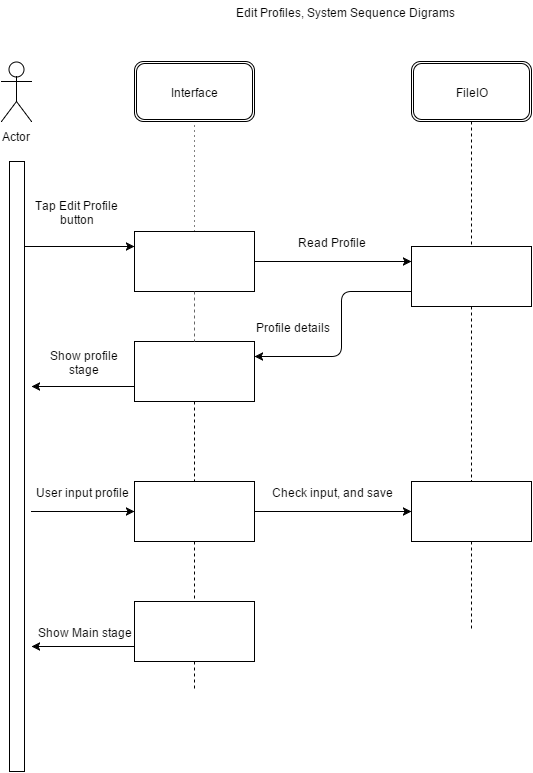 Edit Profiles, System Sequence Digrams
Interface
FileIO
Actor
Tap Edit Profile
button
Read Profile
Profile details
Show profile
stage
User input profile
Check input, and save
Show Main stage